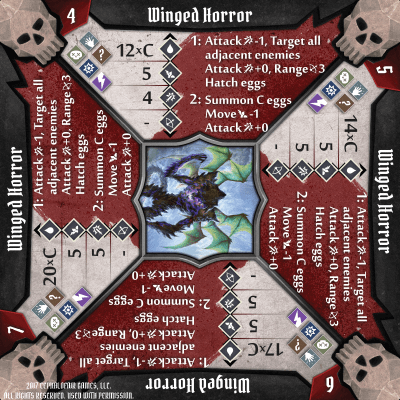 4
Winged Horror
12xC
5
4
-
1: Attack -1, Target all
adjacent enemies
Attack +0, Range 3
Hatch eggs
2: Summon C eggs
Move -1
Attack +0
5
Winged Horror
14xC
5
5
-
1: Attack -1, Target all
adjacent enemies
Attack +0, Range 3
Hatch eggs
2: Summon C eggs
Move -1
Attack +0
6
Winged Horror
17xC
5
5
-
1: Attack -1, Target all
adjacent enemies
Attack +0, Range 3
Hatch eggs
2: Summon C eggs
Move -1
Attack +0
7
Winged Horror
20xC
5
5
-
1: Attack -1, Target all
adjacent enemies
Attack +0, Range 3
Hatch eggs
2: Summon C eggs
Move -1
Attack +0
2017 CEPHALOFAIR GAMES, LLC.
ALL RIGHTS RESERVED. USED WITH PERMISSION.